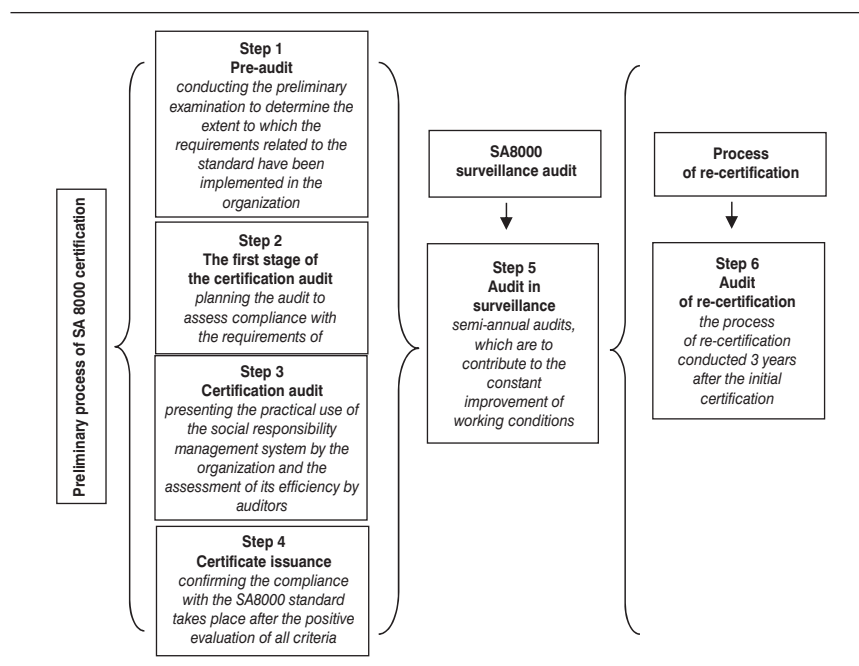 Preliminary process of SA 8000 certification
Step 1
Pre-audit
conducting the preliminary
examination to determine the
extent to which the
requirements related to the
standard have been
implemented in the
organization
Step 2
The first stage of
the certification audit
planning the audit to
assess compliance with
the requirements of
Step 3
Certification audit
presenting the practical use of
the social responsibility
management system by the
organization and the
assessment of its efficiency by
auditors
Step 4
Certificate issuance
confirming the compliance
with the SA8000 standard
takes place after the positive
evaluation of all criteria
SA8000
surveillance audit
Step 5
Audit in
surveillance
semi-annual audits,
which are to
contribute to the
constant
improvement of
working conditions
Process
of re-certification
Step 6
Audit
of re-certification
the process
of re-certification
conducted 3 years
after the initial
certification